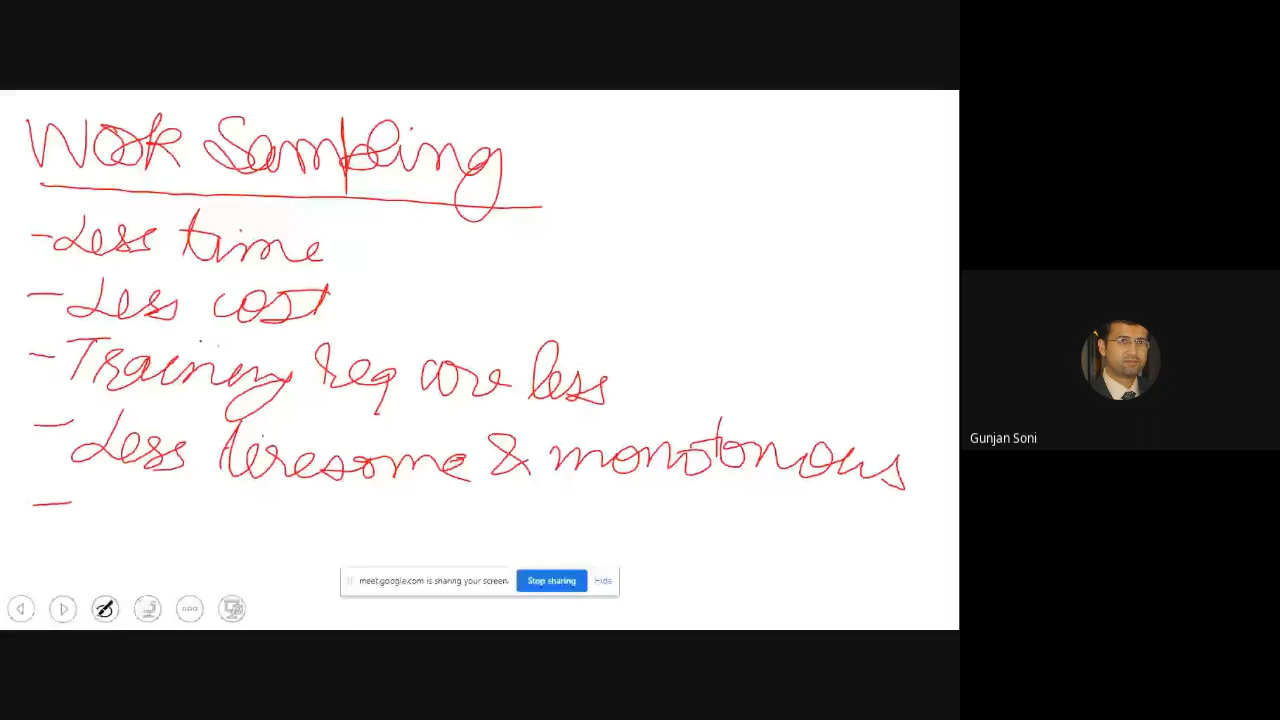 Work Sampling
- Less time
- Less cost
- Training req are less
- Less tiresome & monotonous
-
meet.google.com is sharing your screen.
Stop sharing
Hide
Gunjan Soni